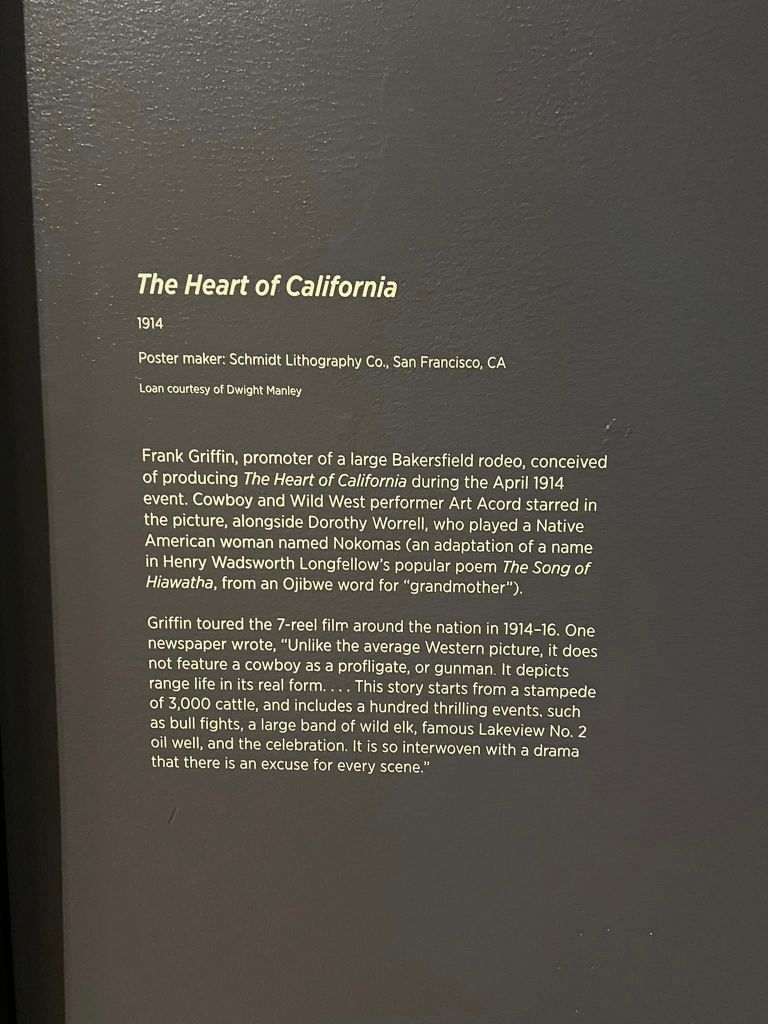 The Heart of California
1914
Poster maker: Schmidt Lithography Co., San Francisco, CA
Loan courtesy of Dwight Manley
Frank Griffin, promoter of a large Bakersfield rodeo, conceived
of producing The Heart of California during the April 1914
event. Cowboy and Wild West performer Art Acord starred in
the picture, alongside Dorothy Worrell, who played a Native
American woman named Nokomas (an adaptation of a name
in Henry Wadsworth Longfellow's popular poem The Song of
Hiawatha, from an Ojibwe word for “grandmother”).
Griffin toured the 7-reel film around the nation in 1914–16. One
newspaper wrote, “Unlike the average Western picture, it does
not feature a cowboy as a profligate, or gunman. It depicts
range life in its real form. . . . This story starts from a stampede
of 3,000 cattle, and includes a hundred thrilling events, such
as bull fights, a large band of wild elk, famous Lakeview No. 2
oil well, and the celebration. It is so interwoven with a drama
that there is an excuse for every scene.”